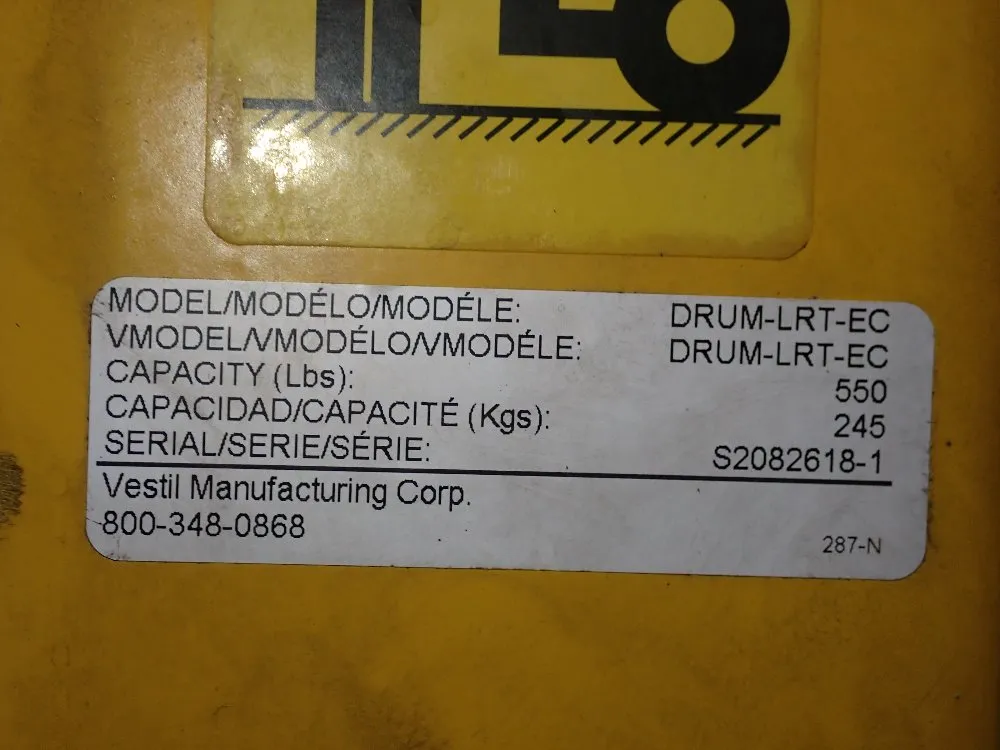 MODEL/MODÉLO/MODÉLE: DRUM-LRT-EC
VMODEL/VMODÉLO/VMODÉLE: DRUM-LRT-EC
CAPACITY (Lbs): 550
CAPACIDAD/CAPACITÉ (Kgs): 245
SERIAL/SERIE/SÉRIE: S2082618-1
Vestil Manufacturing Corp.
800-348-0868
287-N